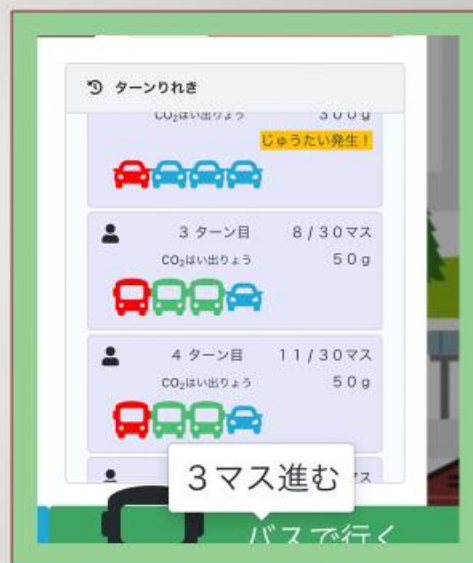 ターンりれき
CO₂はい出りょう 300g
じゅうたい発生！
3 ターン目 8/30マス
CO₂はい出りょう 50g
4 ターン目 11/30マス
CO₂はい出りょう 50g
マス
3マス進む
バスで行く